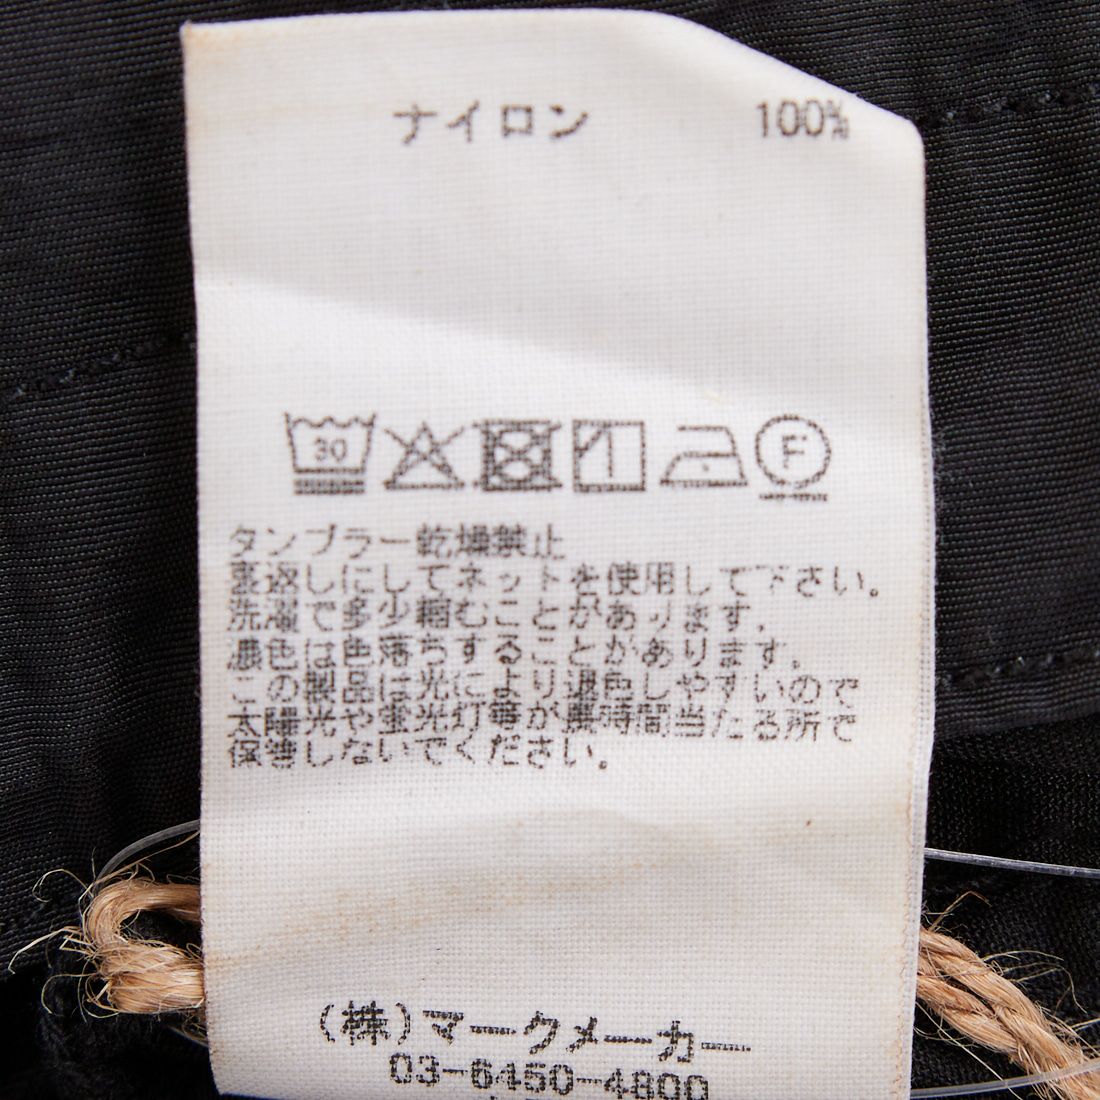 ナイロン 100%
30 F
タンブラー乾燥禁止
裏返しにしてネットを使用して下さい。
洗濯で多少縮むことがあります。
濃色は色落ちすることがあります。
この製品は光により退色しやすいので
太陽光や蛍光灯等が長時間当たる所で
保管しないでください。
(株)マークメーカー
03-6450-4800